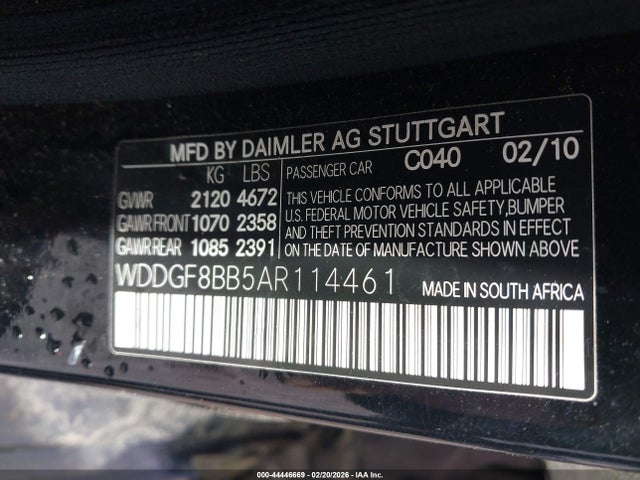 MFD BY DAIMLER AG STUTTGART
KG LBS PASSENGER CAR C040 02/10
GVWR 2120 4672
GAWR FRONT 1070 2358
GAWR REAR 1085 2391
THIS VEHICLE CONFORMS TO ALL APPLICABLE
U.S. FEDERAL MOTOR VEHICLE SAFETY,BUMPER
AND THEFT PREVENTION STANDARDS IN EFFECT
ON THE DATE OF MANUFACTURE SHOWN ABOVE
WDDGF8BB5AR114461 MADE IN SOUTH AFRICA
000-44446669 - 02/20/2026 - IAA Inc.